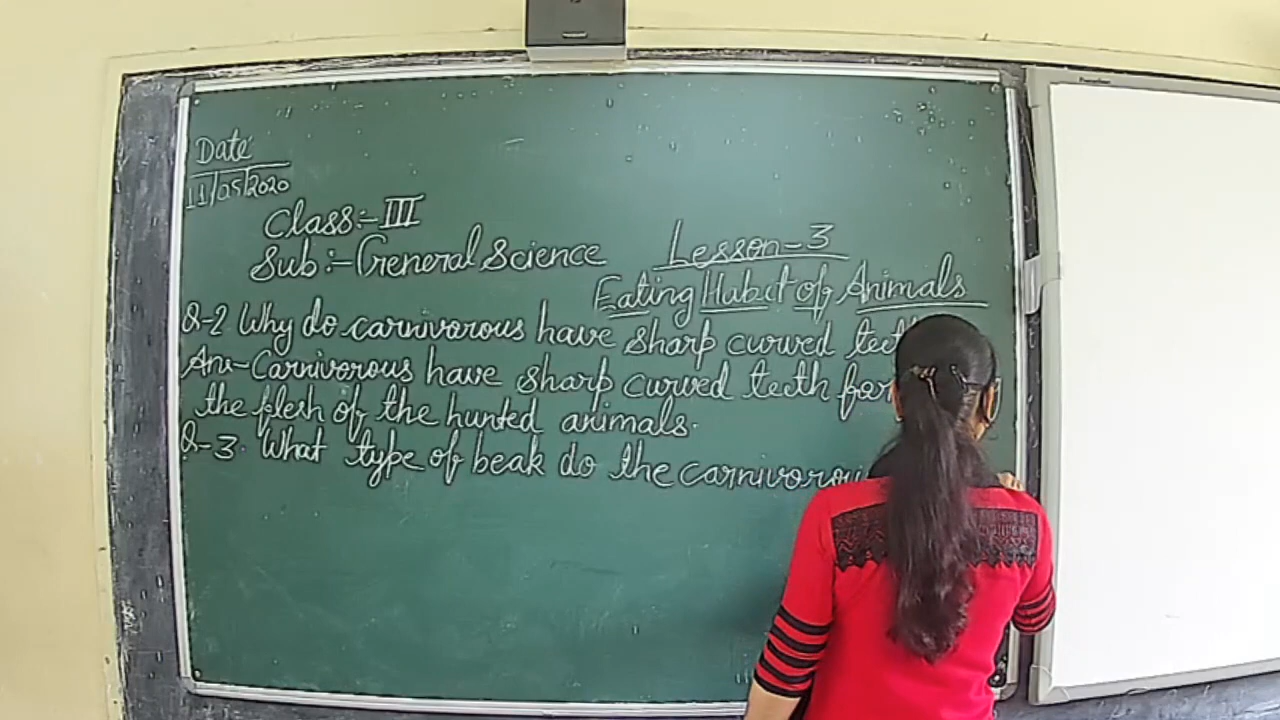 Date
11/05/2020
Class:- III
Sub:- General Science
Lesson-3
Eating Habit of Animals
Q-2 Why do carnivorous have sharp curved
Ans-Carnivorous have sharp curved teeth for
the flesh of the hunted animals.
Q-3. What type of beak do the